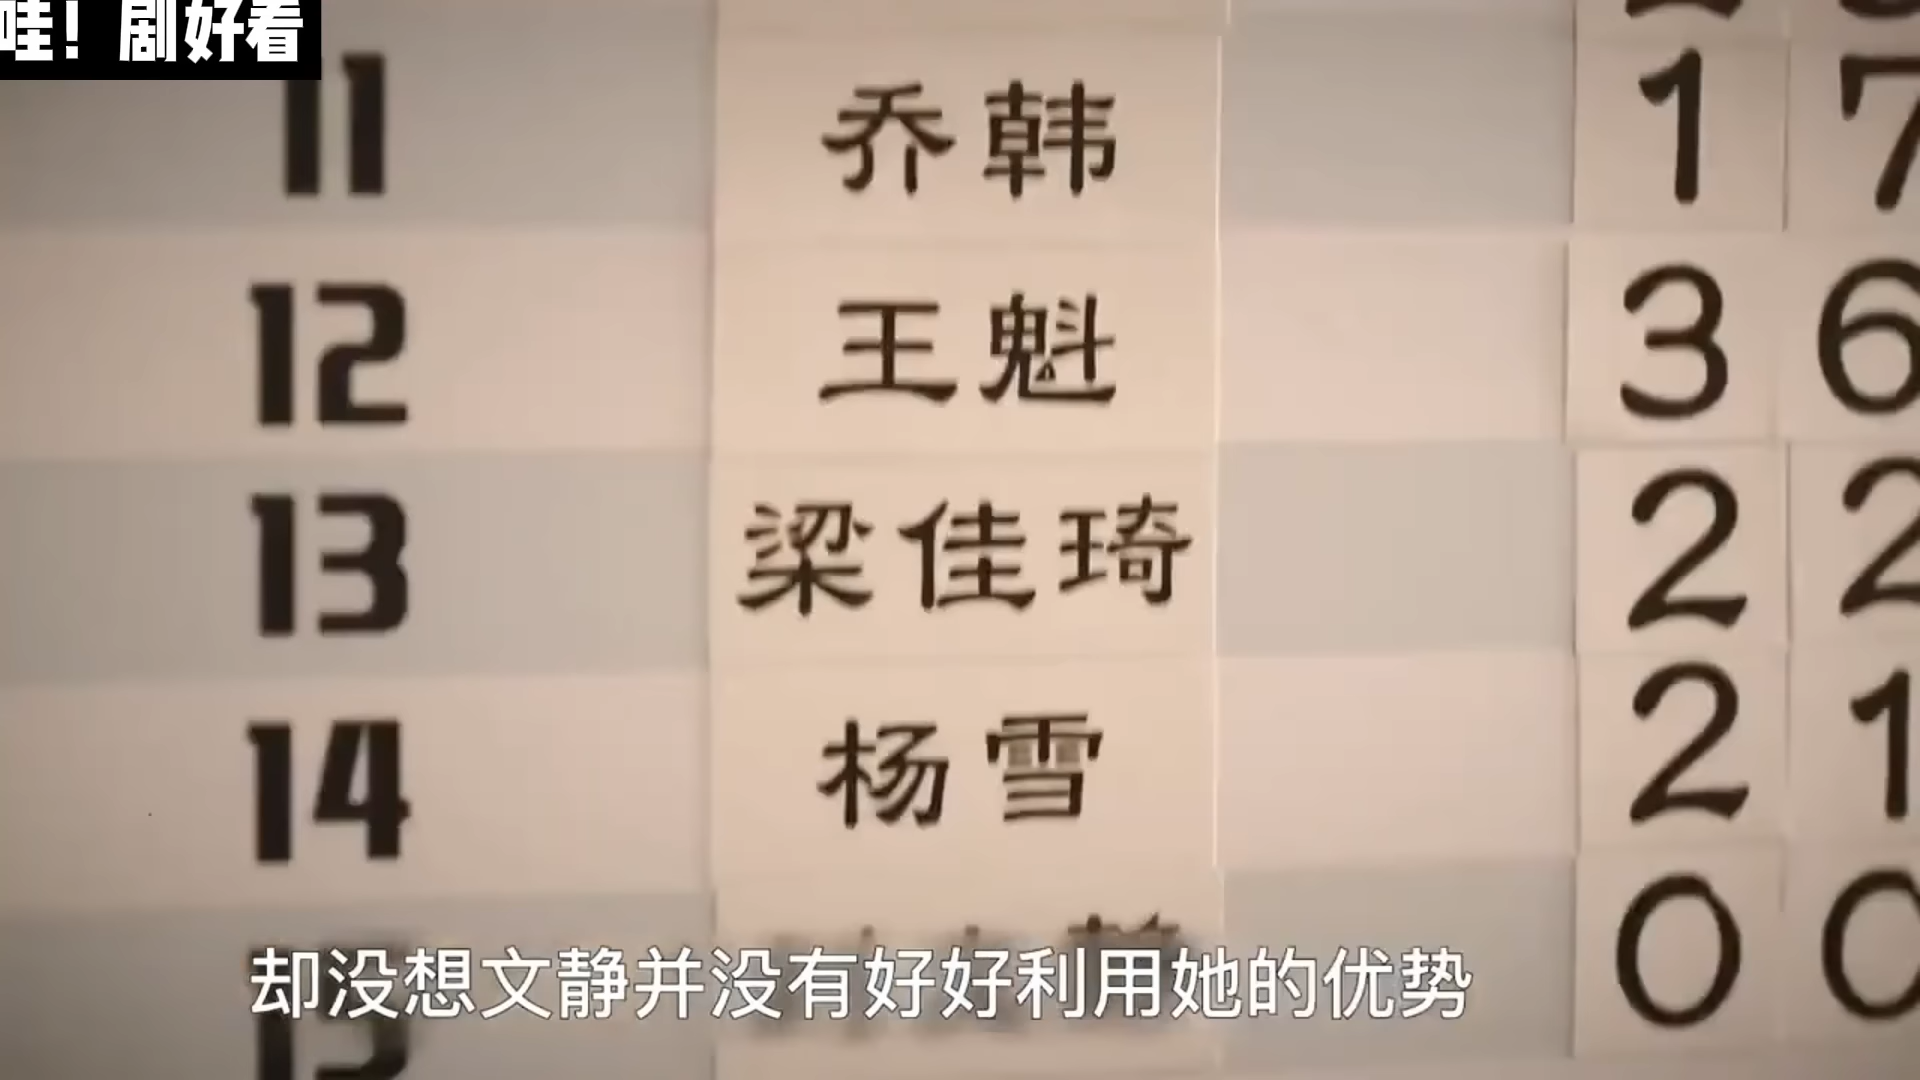 哇！剧好看
11 乔韩 1 7
12 王魁 3 6
13 梁佳琦 2 2
14 杨雪 2 1
15 0 0
却没想文静并没有好好利用她的优势